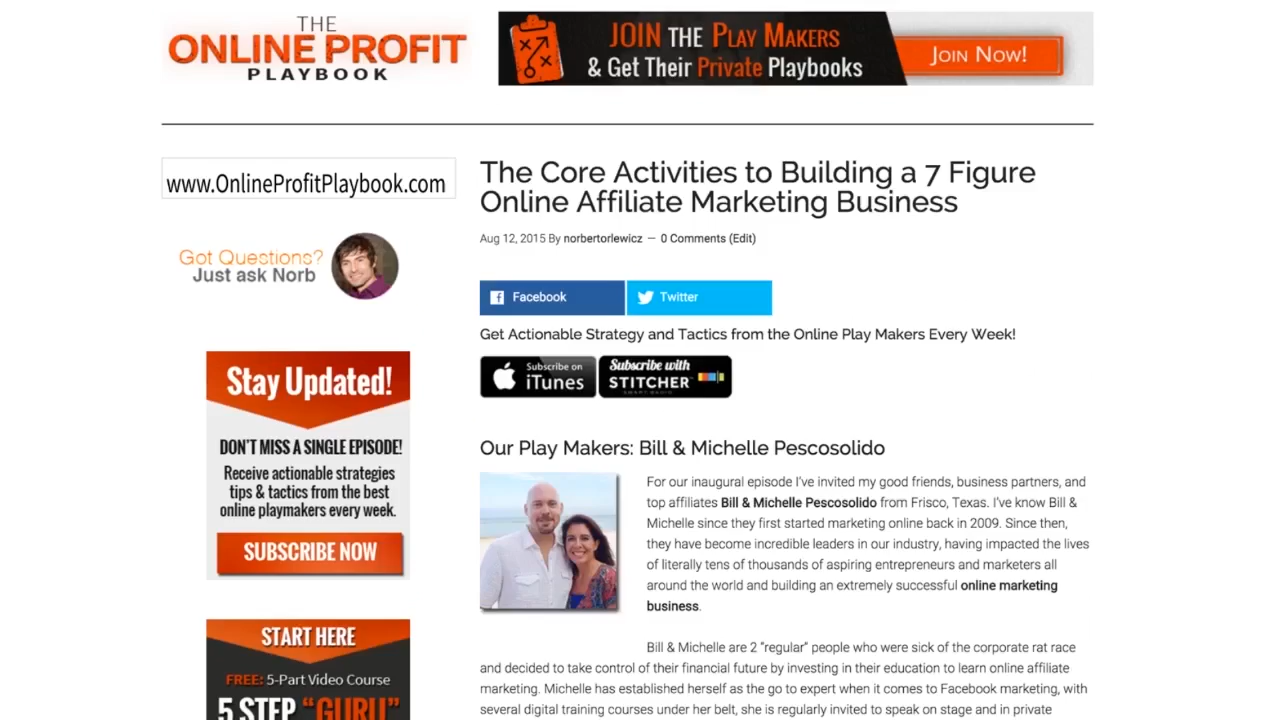 THE
ONLINE PROFIT
PLAYBOOK
JOIN THE PLAY MAKERS
& GET THEIR PRIVATE PLAYBOOKS
JOIN NOW!
www.OnlineProfitPlaybook.com
Got Questions?
Just ask Norb
Stay Updated!
DON'T MISS A SINGLE EPISODE!
Receive actionable strategies
tips & tactics from the best
online playmakers every week.
SUBSCRIBE NOW
START HERE
FREE: 5-Part Video Course
5 STEP "GURU"
The Core Activities to Building a 7 Figure
Online Affiliate Marketing Business
Aug 12, 2015 By norbertorlewicz — 0 Comments (Edit)
Facebook
Twitter
Get Actionable Strategy and Tactics from the Online Play Makers Every Week!
Subscribe on
iTunes
Subscribe with
STITCHER
SMART RADIO
Our Play Makers: Bill & Michelle Pescosolido
For our inaugural episode I've invited my good friends, business partners, and
top affiliates Bill & Michelle Pescosolido from Frisco, Texas. I've know Bill &
Michelle since they first started marketing online back in 2009. Since then,
they have become incredible leaders in our industry, having impacted the lives
of literally tens of thousands of aspiring entrepreneurs and marketers all
around the world and building an extremely successful online marketing
business.
Bill & Michelle are 2 "regular" people who were sick of the corporate rat race
and decided to take control of their financial future by investing in their education to learn online affiliate
marketing. Michelle has established herself as the go to expert when it comes to Facebook marketing, with
several digital training courses under her belt, she is regularly invited to speak on stage and in private